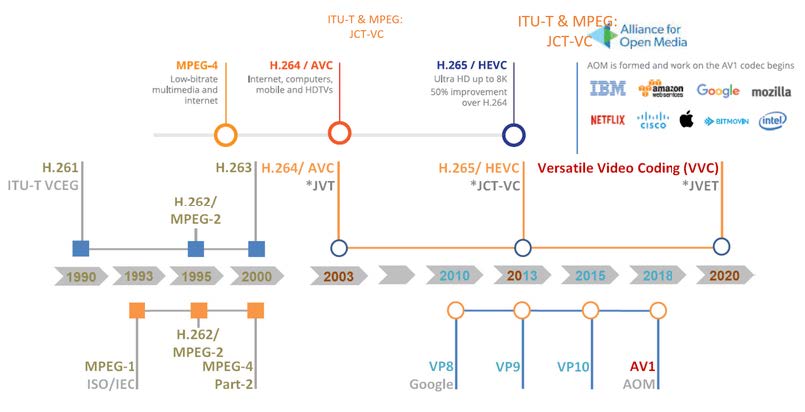 ITU-T & MPEG:
JCT-VC
ITU-T & MPEG:
JCT-VC
Alliance for
Open Media
MPEG-4
Low-bitrate
multimedia and
internet
H.264 / AVC
Internet, computers,
mobile and HDTVs
H.265 / HEVC
Ultra HD up to 8K
50% improvement
over H.264
AOM is formed and work on the AV1 codec begins
IBM
amazon
web services
Google
mozilla
NETFLIX
CISCO
BITMOVIN
intel
H.261
ITU-T VCEG
H.262/
MPEG-2
H.263
H.264/ AVC
*JVT
H.265/ HEVC
*JCT-VC
Versatile Video Coding (VVC)
*JVET
1990
1993
1995
2000
2003
2010
2013
2015
2018
2020
MPEG-1
ISO/IEC
H.262/
MPEG-2
MPEG-4
Part-2
VP8
Google
VP9
VP10
AV1
AOM